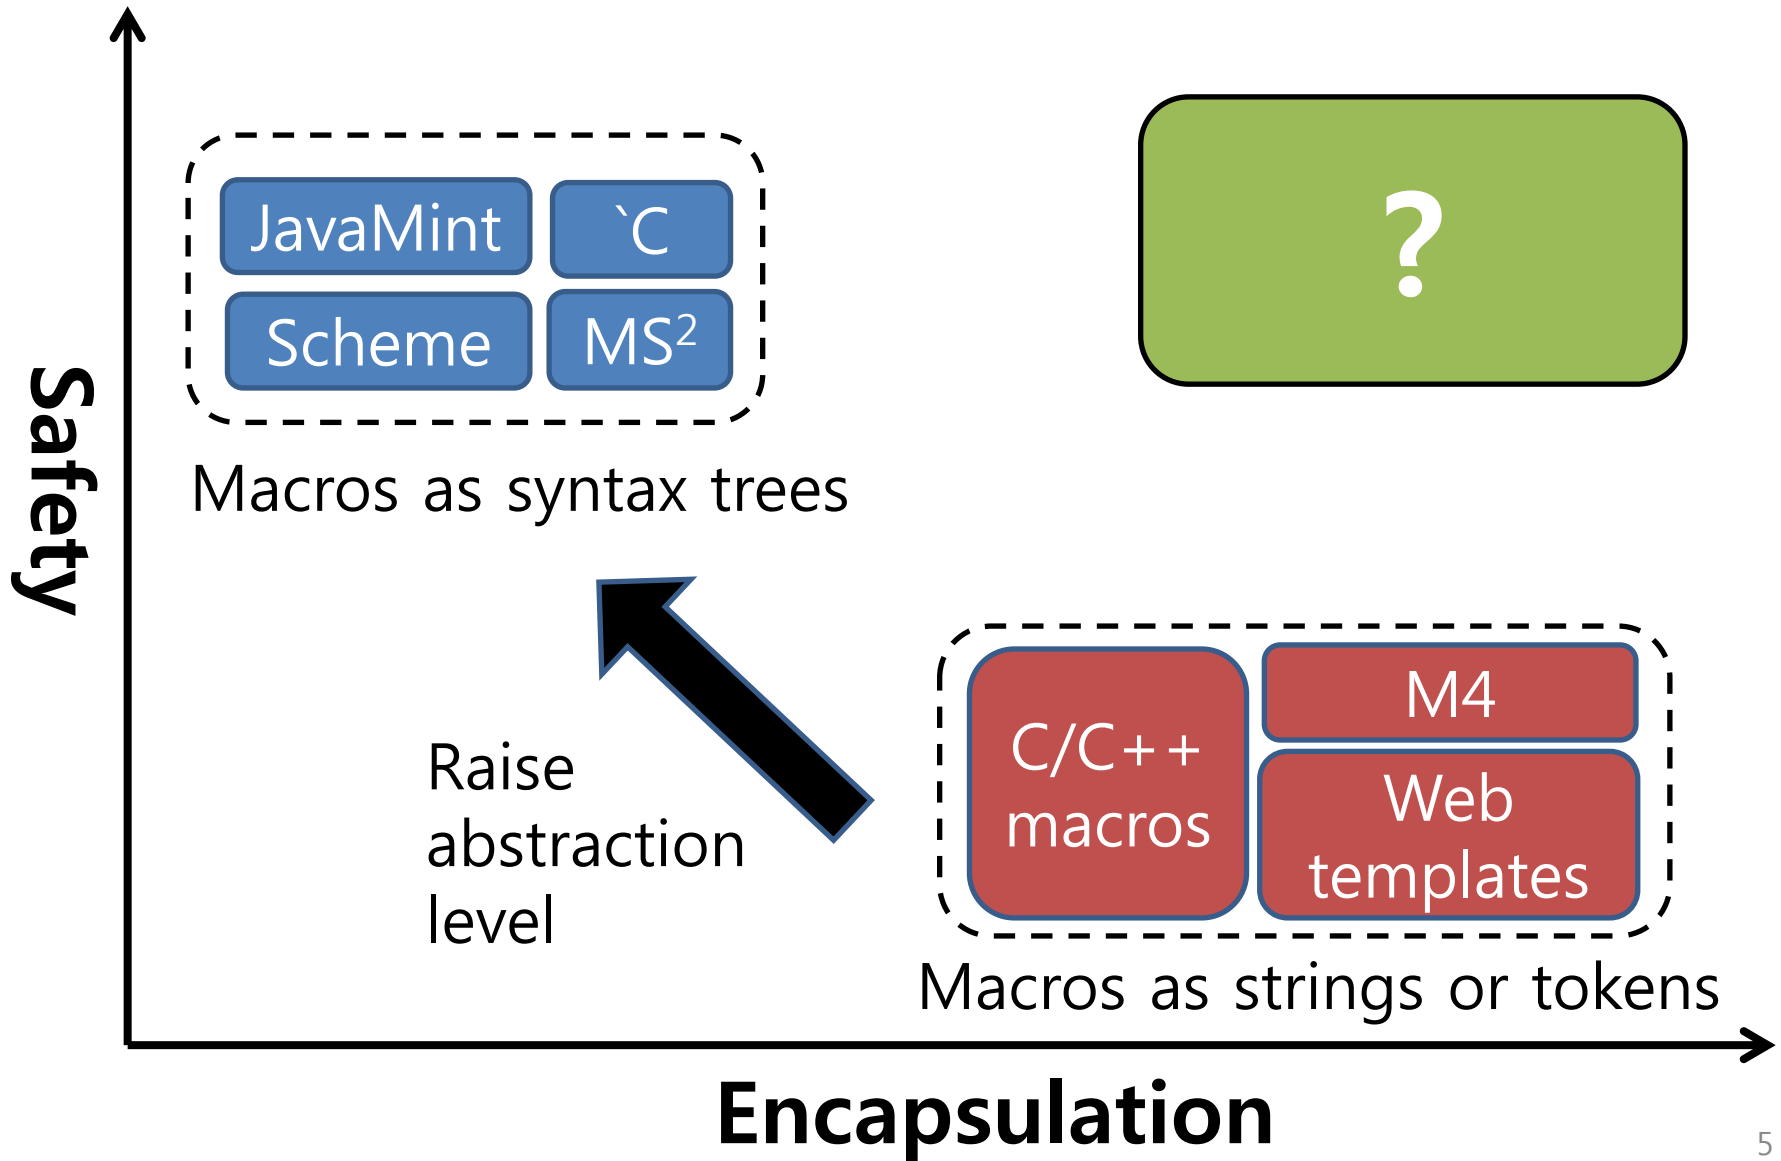 Safety
JavaMint
`C
Scheme
MS²
Macros as syntax trees
?
Raise
abstraction
level
C/C++
macros
M4
Web
templates
Macros as strings or tokens
Encapsulation
5